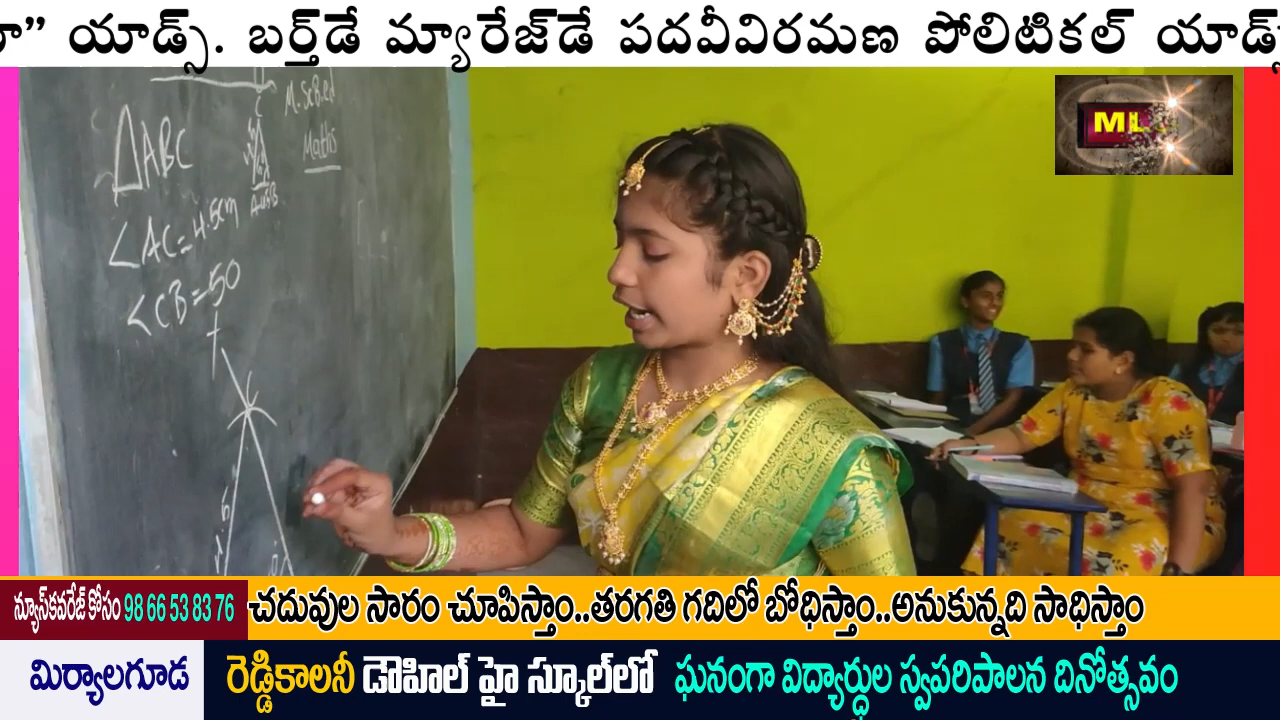 యాడ్స్. బర్త్‌డే మ్యారేజ్‌డే పదవీవిరమణ పోలిటికల్ యాడ్స్
ML
M.ScB.ed
Maths
ΔABC
C
<AC=4.5cm
<CB=50
న్యూస్‌కవరేజ్ కోసం 98 66 53 83 76
చదువుల సారం చూపిస్తాం..తరగతి గదిలో బోధిస్తాం..అనుకున్నది సాధిస్తాం
మిర్యాలగూడ
రెడ్డికాలనీ డౌహిల్ హై స్కూల్‌లో ఘనంగా విద్యార్థుల స్వపరిపాలన దినోత్సవం